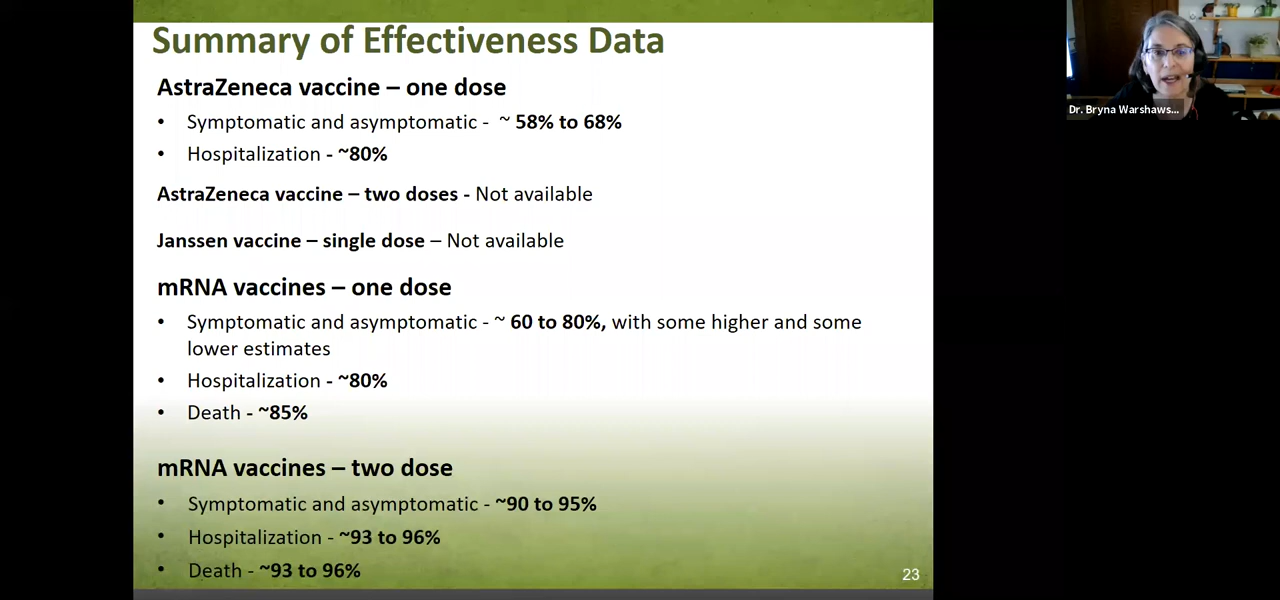 Summary of Effectiveness Data
AstraZeneca vaccine – one dose
• Symptomatic and asymptomatic - ~ 58% to 68%
• Hospitalization - ~80%
AstraZeneca vaccine – two doses - Not available
Janssen vaccine – single dose – Not available
mRNA vaccines – one dose
• Symptomatic and asymptomatic - ~ 60 to 80%, with some higher and some
lower estimates
• Hospitalization - ~80%
• Death - ~85%
mRNA vaccines – two dose
• Symptomatic and asymptomatic - ~90 to 95%
• Hospitalization - ~93 to 96%
• Death - ~93 to 96%
23
Dr. Bryna Warshaws...